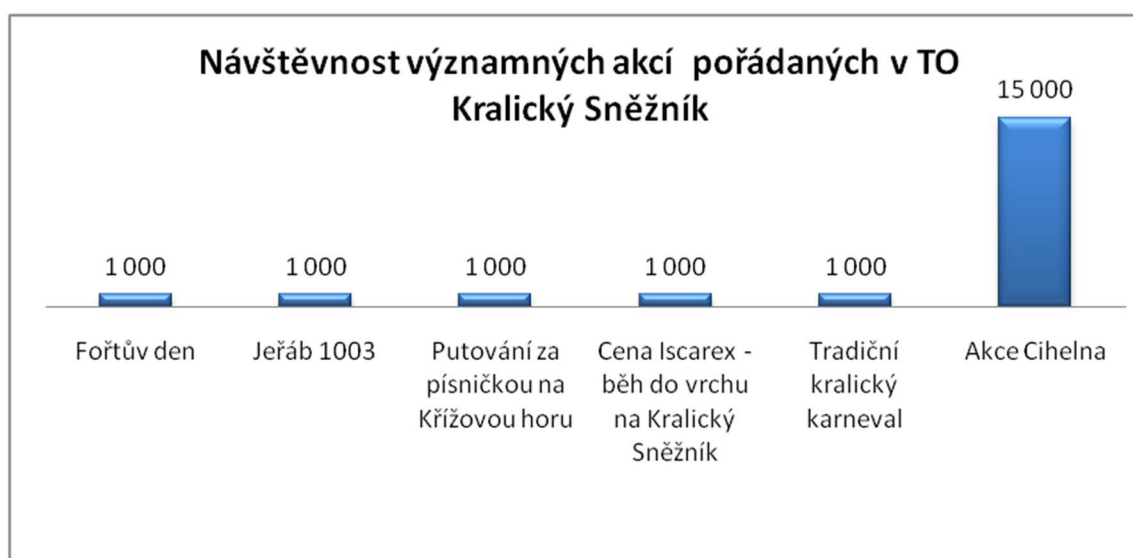 Návštěvnost významných akcí pořádaných v TO
Kralický Sněžník
15 000
1 000
1 000
1 000
1 000
1 000
Fořtův den
Jeřáb 1003
Putování za
písničkou na
Křížovou horu
Cena Iscarex -
běh do vrchu
na Kralický
Sněžník
Tradiční
kralický
karneval
Akce Cihelna